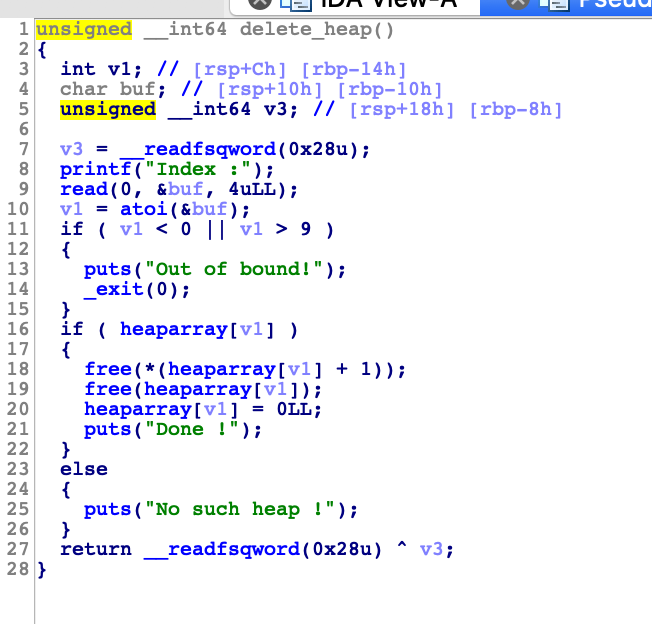 IDA View-A Pseud
1 unsigned __int64 delete_heap()
2 {
3 int v1; // [rsp+Ch] [rbp-14h]
4 char buf; // [rsp+10h] [rbp-10h]
5 unsigned __int64 v3; // [rsp+18h] [rbp-8h]
6
7 v3 = __readfsqword(0x28u);
8 printf("Index :");
9 read(0, &buf, 4uLL);
10 v1 = atoi(&buf);
11 if ( v1 < 0 || v1 > 9 )
12 {
13 puts("Out of bound!");
14 _exit(0);
15 }
16 if ( heaparray[v1] )
17 {
18 free(*(heaparray[v1] + 1));
19 free(heaparray[v1]);
20 heaparray[v1] = 0LL;
21 puts("Done !");
22 }
23 else
24 {
25 puts("No such heap !");
26 }
27 return __readfsqword(0x28u) ^ v3;
28 }